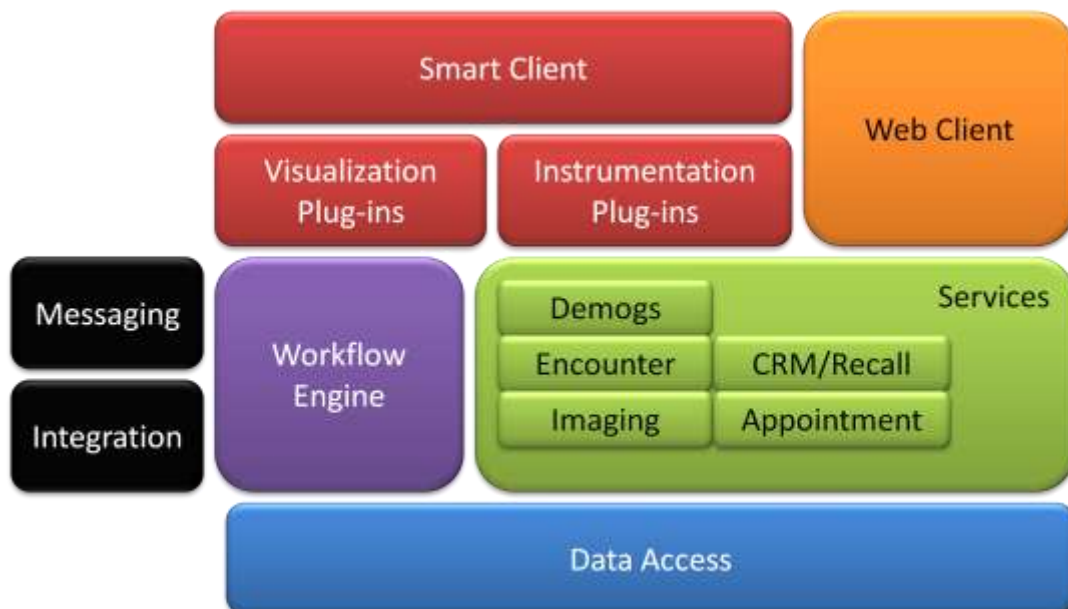 Smart Client
Web Client
Visualization
Plug-ins
Instrumentation
Plug-ins
Messaging
Integration
Workflow
Engine
Services
Demogs
Encounter
CRM/Recall
Imaging
Appointment
Data Access